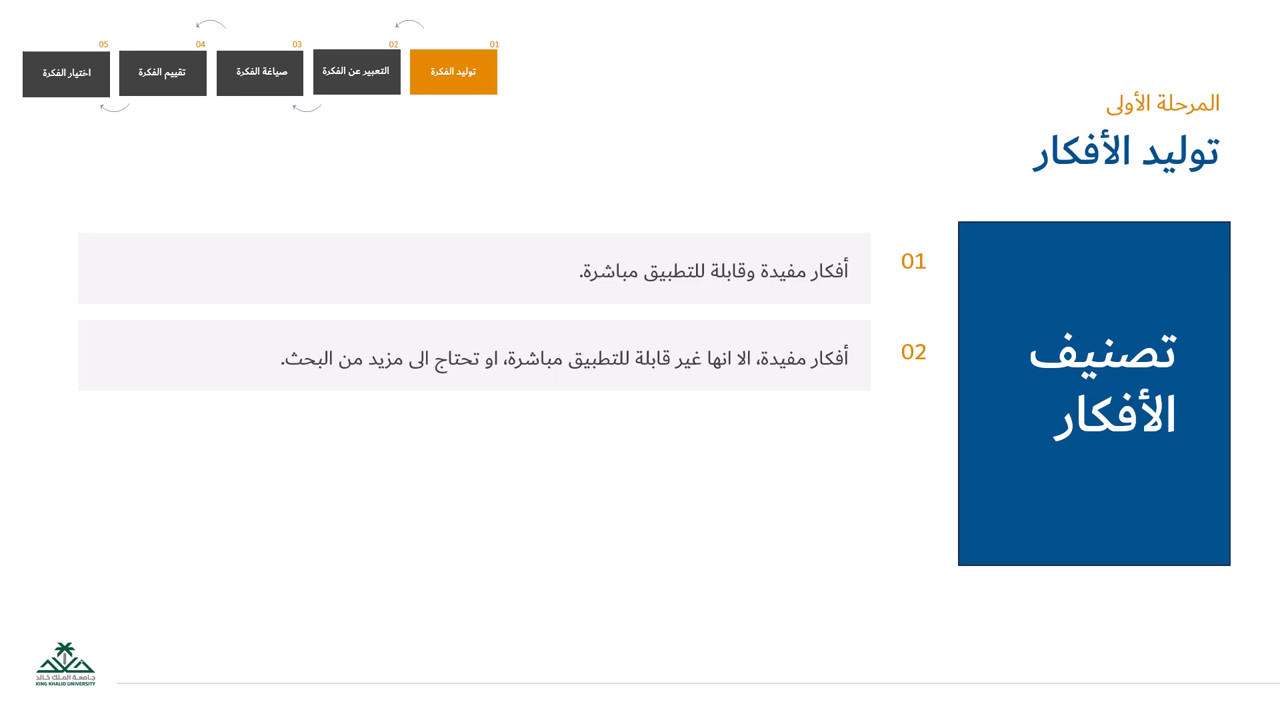 01
توليد الفكرة
02
التعبير عن الفكرة
03
صياغة الفكرة
04
تقييم الفكرة
05
اختيار الفكرة
المرحلة الأولى
توليد الأفكار
تصنيف
الأفكار
01
أفكار مفيدة وقابلة للتطبيق مباشرة.
02
أفكار مفيدة، الا انها غير قابلة للتطبيق مباشرة، او تحتاج الى مزيد من البحث.
جامعة الملك خالد
KING KHALID UNIVERSITY